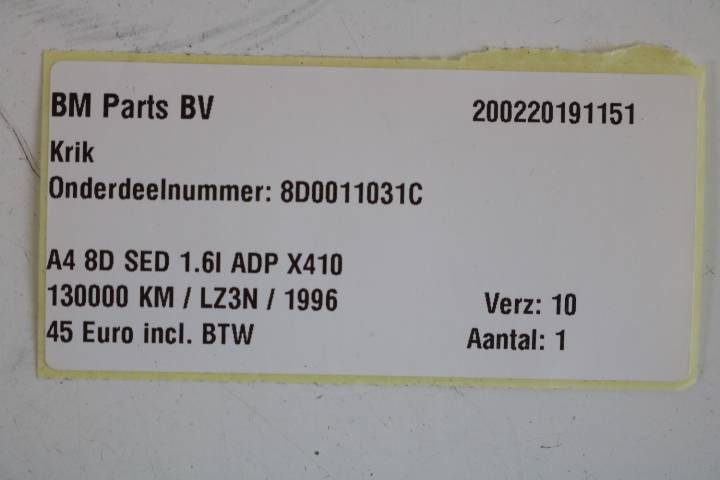 BM Parts BV 200220191151
Krik
Onderdeelnummer: 8D0011031C
A4 8D SED 1.6I ADP X410
130000 KM / LZ3N / 1996 Verz: 10
45 Euro incl. BTW Aantal: 1